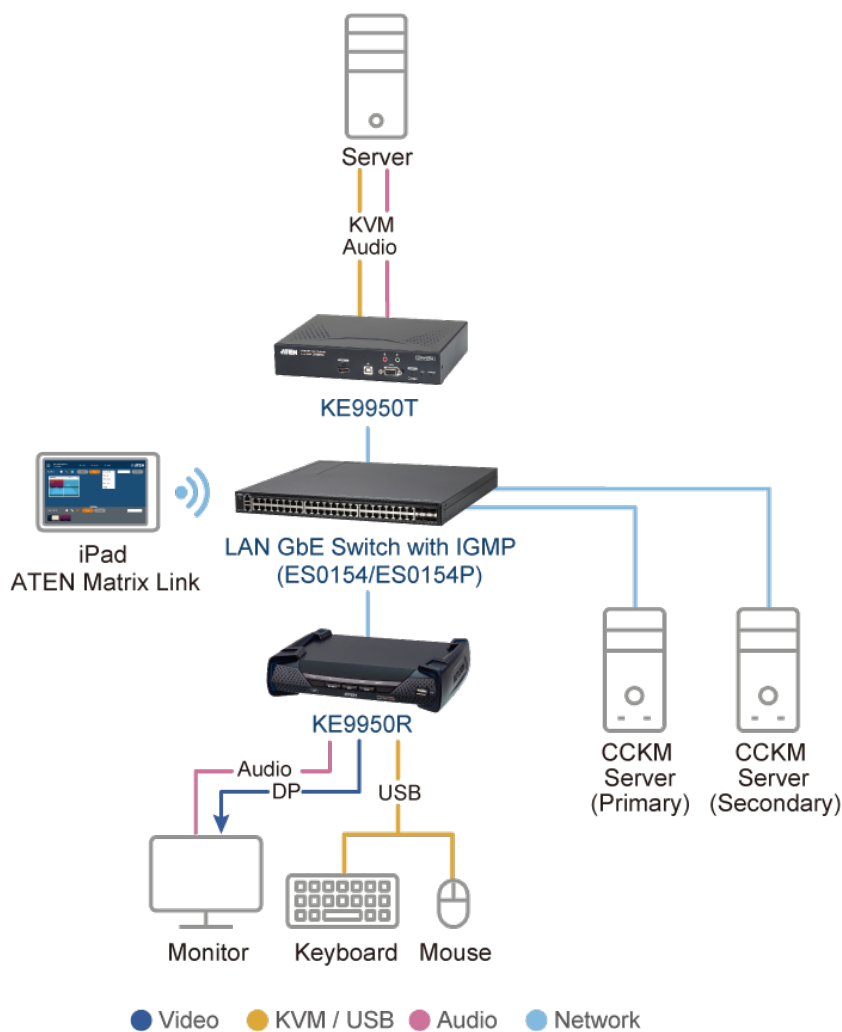 Server
KVM
Audio
ATEN
KE9950T
iPad
ATEN Matrix Link
LAN GbE Switch with IGMP
(ES0154/ES0154P)
KE9950R
Audio
DP
USB
CCKM
Server
(Primary)
CCKM
Server
(Secondary)
Monitor
Keyboard
Mouse
Video
KVM / USB
Audio
Network